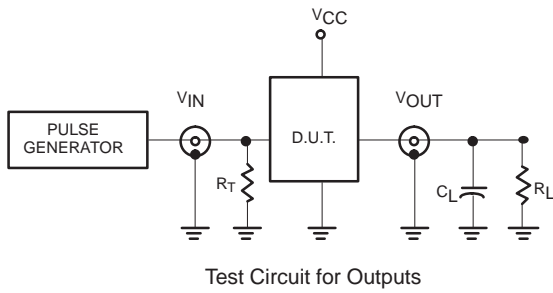 VCC
VIN
VOUT
PULSE
GENERATOR
D.U.T.
RT
CL
RL
Test Circuit for Outputs